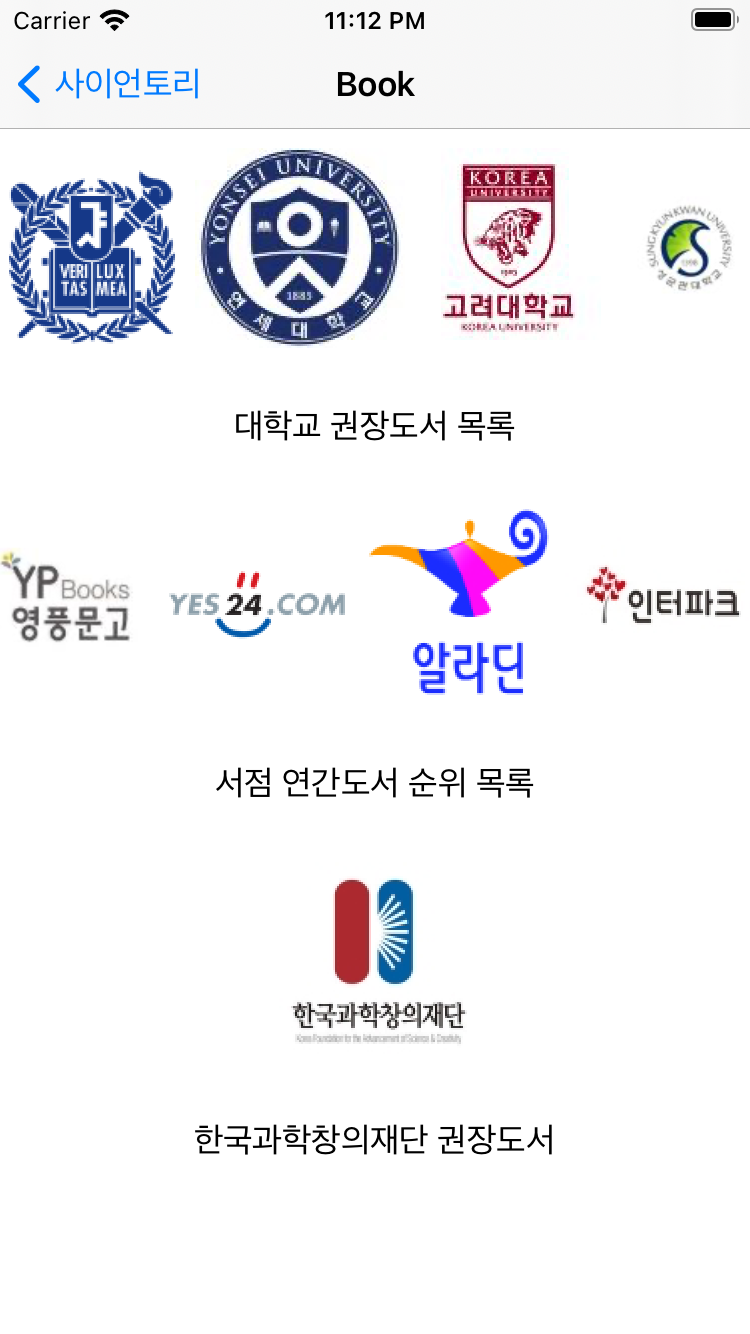 Carrier 11:12 PM
사이언토리 Book
VERI LUX
TAS MEA
YONSEI UNIVERSITY
1885
연세대학교
KOREA
UNIVERSITY
1905
고려대학교
KOREA UNIVERSITY
SUNGKYUNKWAN UNIVERSITY
1398
성균관대학교
대학교 권장도서 목록
YP Books
영풍문고
YES 24 .COM
알라딘
인터파크
서점 연간도서 순위 목록
한국과학창의재단
Korea Foundation for the Advancement of Science & Creativity
한국과학창의재단 권장도서